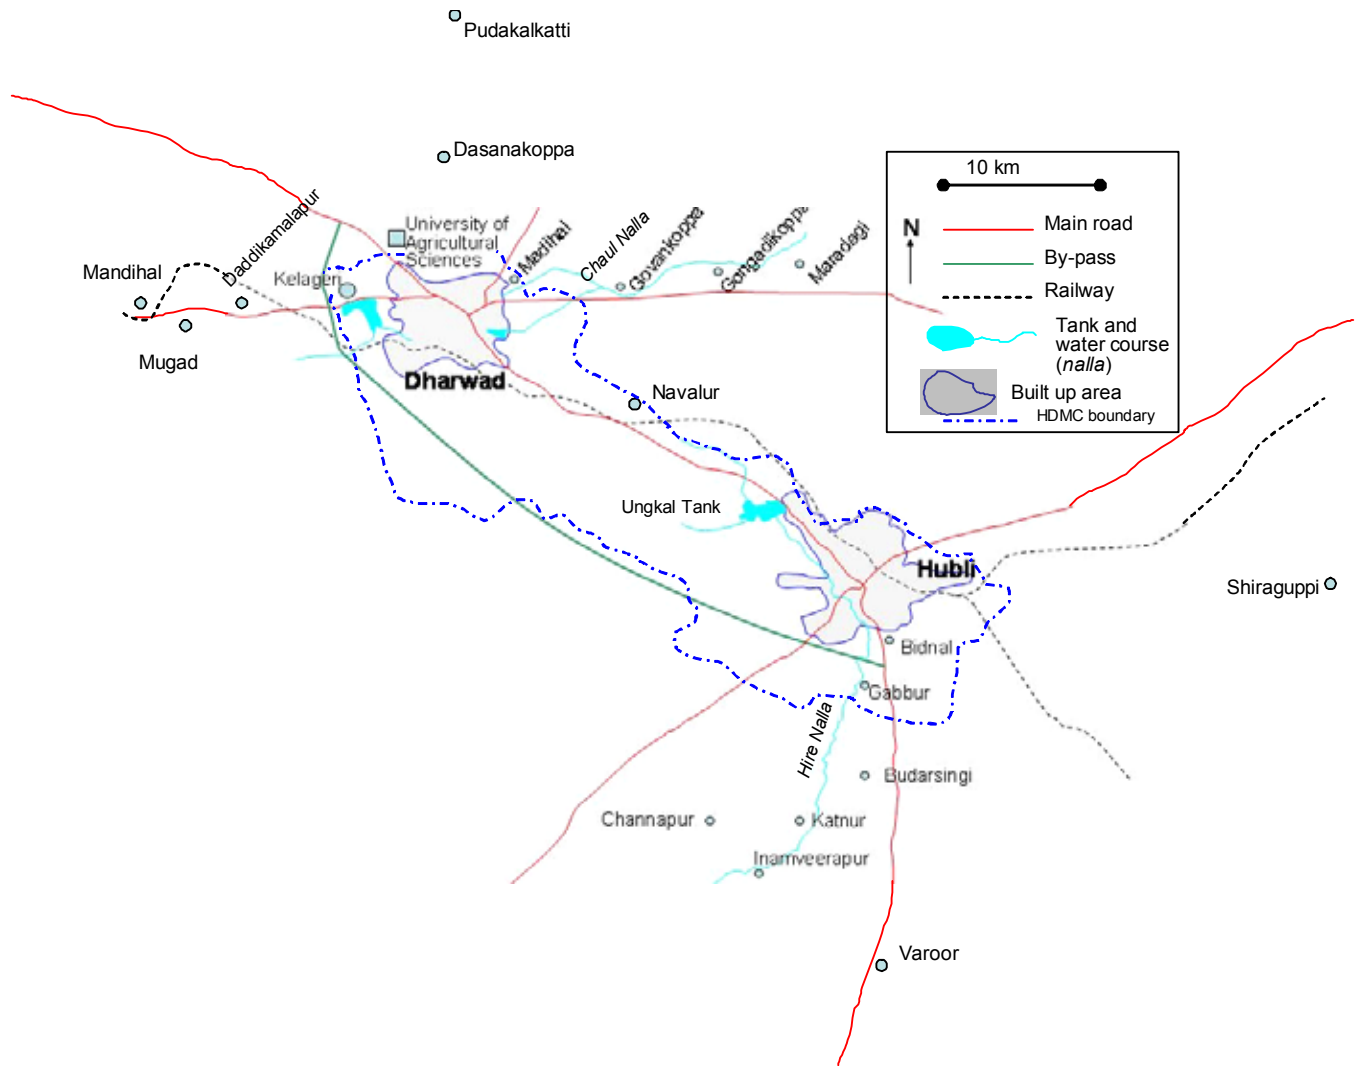 Pudakalkatti
Dasanakoppa
10 km
N
Main road
By-pass
Railway
Tank and
water course
(nalla)
Built up area
HDMC boundary
University of
Agricultural
Sciences
Daddikamalapur
Mandihal
Kelageri
Madihal
Chaul Nalla
Govankoppa
Gongadikoppa
Maradagi
Mugad
Dharwad
Navalur
Ungkal Tank
Hubli
Shiraguppi
Bidnal
Gabbur
Hire Nalla
Budarsingi
Channapur
Katnur
Inamveerapur
Varoor